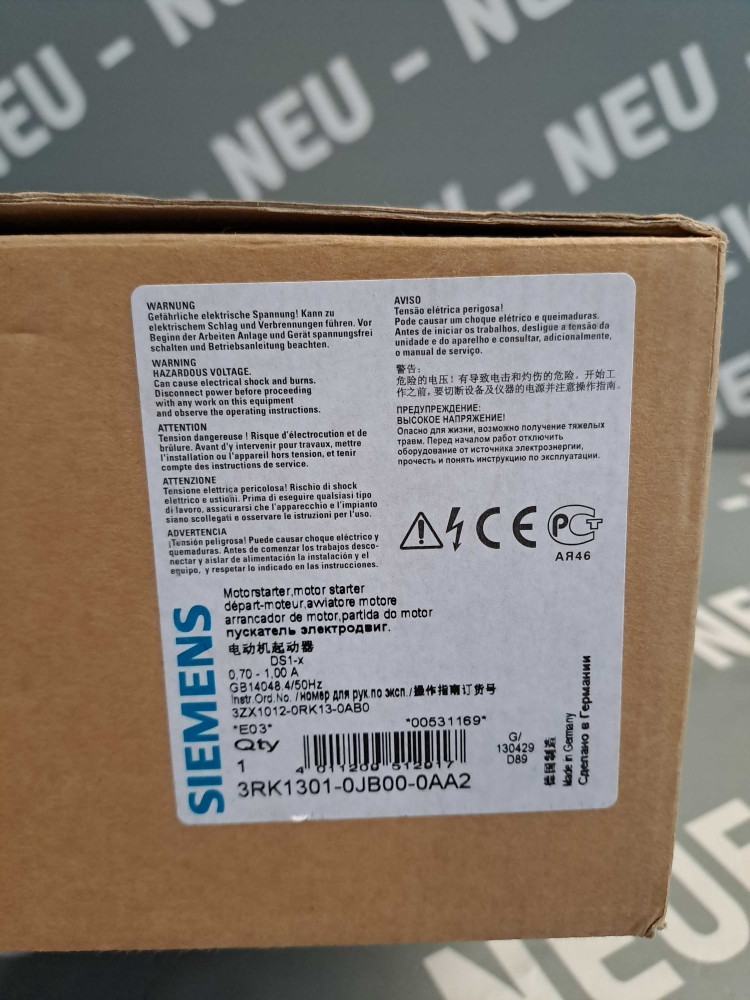 NEU - NEU - NEU
NEU - NEU
WARNUNG
Gefährliche elektrische Spannung! Kann zu
elektrischem Schlag und Verbrennungen führen. Vor
Beginn der Arbeiten Anlage und Gerät spannungsfrei
schalten und Betriebsanleitung beachten.
WARNING
HAZARDOUS VOLTAGE.
Can cause electrical shock and burns.
Disconnect power before proceeding
with any work on this equipment
and observe the operating instructions.
ATTENTION
Tension dangereuse ! Risque d'électrocution et de
brûlure. Avant d'y intervenir pour travaux, mettre
l'installation ou l'appareil hors tension, et tenir
compte des instructions de service.
ATTENZIONE
Tensione elettrica pericolosa! Rischio di shock
elettrico e ustioni. Prima di eseguire qualsiasi tipo
di lavoro, assicurarsi che l'apparecchio e l'impianto
siano scollegati e osservare le istruzioni per l'uso.
ADVERTENCIA
¡Tensión peligrosa! Puede causar choque eléctrico y
quemaduras. Antes de comenzar los trabajos desco-
nectar y aislar de alimentación la instalación y el
equipo, y respetar lo indicado en las instrucciones.
AVISO
Tensão elétrica perigosa!
Pode causar um choque elétrico e queimaduras.
Antes de iniciar os trabalhos, desligue a tensão da
unidade e do aparelho e consultar, adicionalmente,
o manual de serviço.
警告:
危险的电压! 有导致电击和灼伤的危险。开始工
作之前,要切断设备及仪器的电源并注意操作指南。
ПРЕДУПРЕЖДЕНИЕ:
ВЫСОКОЕ НАПРЯЖЕНИЕ!
Опасно для жизни, возможно получение тяжелых
травм. Перед началом работ отключить
оборудование от источника электроэнергии,
прочесть и понять инструкцию по эксплуатации.
CE РСТ
АЯ46
SIEMENS
Motorstarter,motor starter
départ-moteur,avviatore motore
arrancador de motor,partida do motor
пускатель электродвиг.
电动机起动器
DS1-x
0,70 - 1,00 A
GB14048.4/50Hz
Instr.Ord.No. /номер для рук.по эксп./操作指南订货号
3ZX1012-0RK13-0AB0
*E03* *00531169*
Qty
1
4 011209 512917
3RK1301-0JB00-0AA2
G/
130429
D89
德国制造
Made in Germany
Сделано в Германии
NEU